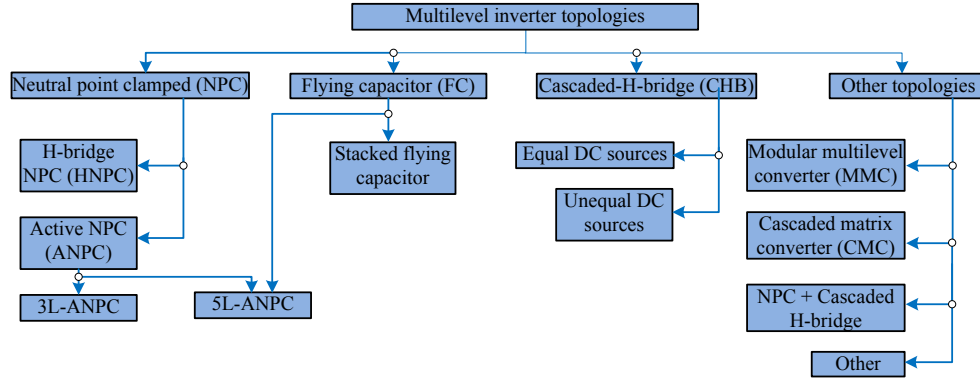 Multilevel inverter topologies
Neutral point clamped (NPC)
Flying capacitor (FC)
Cascaded-H-bridge (CHB)
Other topologies
H-bridge
NPC (HNPC)
Active NPC
(ANPC)
3L-ANPC
5L-ANPC
Stacked flying
capacitor
Equal DC sources
Unequal DC
sources
Modular multilevel
converter (MMC)
Cascaded matrix
converter (CMC)
NPC + Cascaded
H-bridge
Other